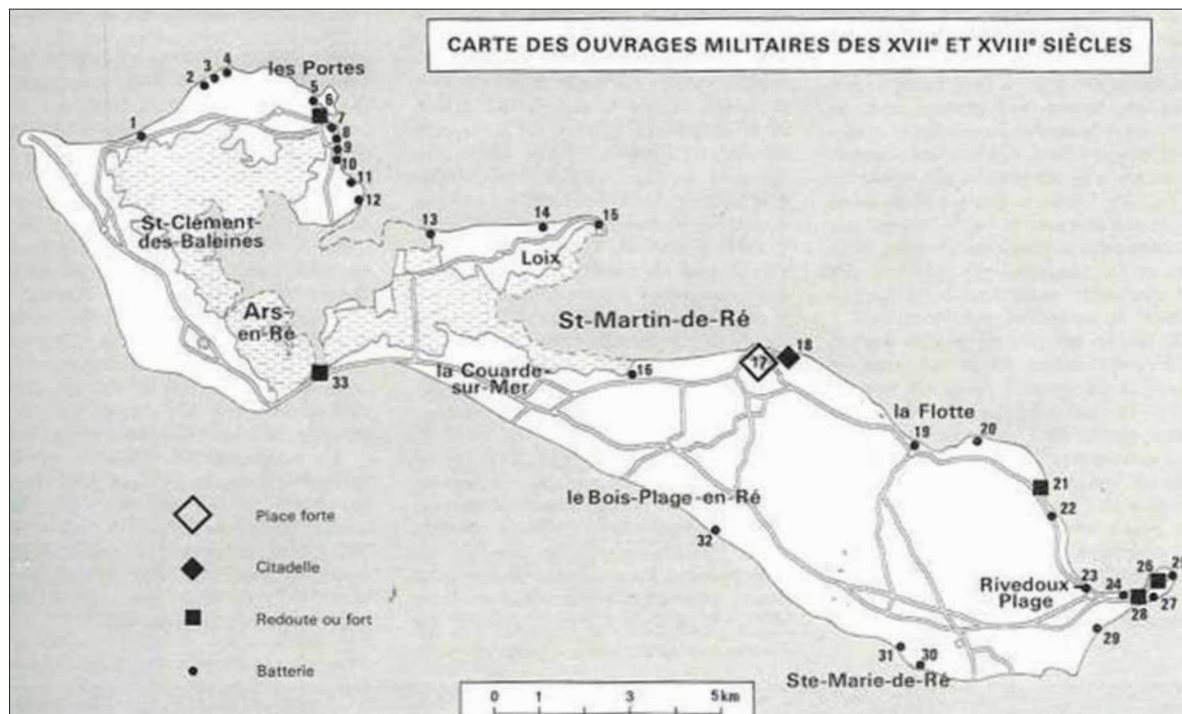 CARTE DES OUVRAGES MILITAIRES DES XVIIᵉ ET XVIIIᵉ SIÈCLES
4
3
2
les Portes
5
6
1
7
8
9
10
11
12
St-Clément-
des-Baleines
13
14
15
Loix
Ars-
en-Ré
St-Martin-de-Ré
18
17
33
la Couarde-
sur-Mer
16
la Flotte
19
20
21
22
le Bois-Plage-en-Ré
32
23
24
26
25
Rivedoux
Plage
28
27
29
31
30
Ste-Marie-de-Ré
Place forte
Citadelle
Redoute ou fort
Batterie
0 1 3 5km